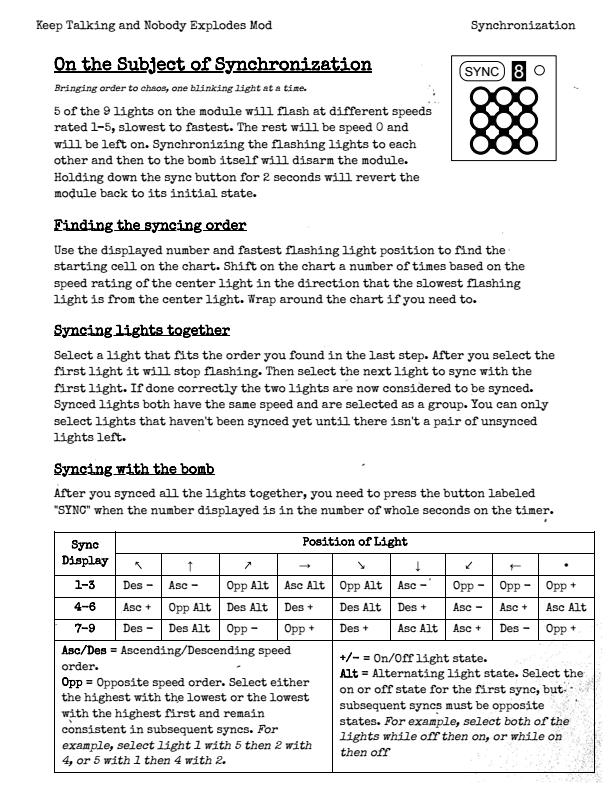 Keep Talking and Nobody Explodes Mod
Synchronization
On the Subject of Synchronization
Bringing order to chaos, one blinking light at a time.
SYNC 8
5 of the 9 lights on the module will flash at different speeds
rated 1-5, slowest to fastest. The rest will be speed 0 and
will be left on. Synchronizing the flashing lights to each
other and then to the bomb itself will disarm the module.
Holding down the sync button for 2 seconds will revert the
module back to its initial state.
Finding the syncing order
Use the displayed number and fastest flashing light position to find the
starting cell on the chart. Shift on the chart a number of times based on the
speed rating of the center light in the direction that the slowest flashing
light is from the center light. Wrap around the chart if you need to.
Syncing lights together
Select a light that fits the order you found in the last step. After you select the
first light it will stop flashing. Then select the next light to sync with the
first light. If done correctly the two lights are now considered to be synced.
Synced lights both have the same speed and are selected as a group. You can only
select lights that haven't been synced yet until there isn't a pair of unsynced
lights left.
Syncing with the bomb
After you synced all the lights together, you need to press the button labeled
"SYNC" when the number displayed is in the number of whole seconds on the timer.
Sync Display
Position of Light
↖ ↑ ↗ → ↘ ↓ ↙ ← •
1-3 Des - Asc - Opp Alt Asc Alt Opp Alt Asc - Opp - Opp - Opp +
4-6 Asc + Opp Alt Des Alt Des + Des Alt Des + Asc - Asc + Asc Alt
7-9 Des - Des Alt Opp - Opp + Des + Asc Alt Asc + Des - Opp +
Asc/Des = Ascending/Descending speed
order.
Opp = Opposite speed order. Select either
the highest with the lowest or the lowest
with the highest first and remain
consistent in subsequent syncs. For
example, select light 1 with 5 then 2 with
4, or 5 with 1 then 4 with 2.
+/- = On/Off light state.
Alt = Alternating light state. Select the
on or off state for the first sync, but
subsequent syncs must be opposite
states. For example, select both of the
lights while off then on, or while on
then off